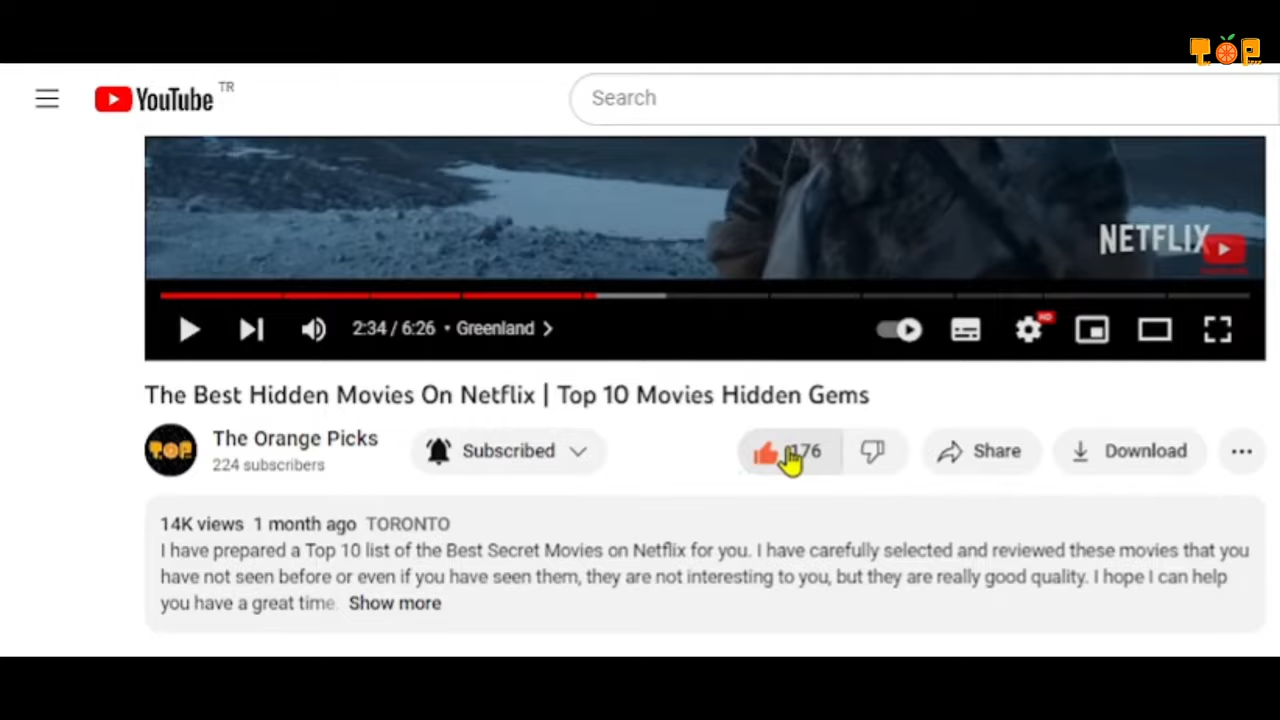 TOP
YouTube TR
Search
NETFLIX
2:34 / 6:26 • Greenland
HD
The Best Hidden Movies On Netflix | Top 10 Movies Hidden Gems
TOP
The Orange Picks
224 subscribers
Subscribed
176
Share
Download
14K views 1 month ago TORONTO
I have prepared a Top 10 list of the Best Secret Movies on Netflix for you. I have carefully selected and reviewed these movies that you
have not seen before or even if you have seen them, they are not interesting to you, but they are really good quality. I hope I can help
you have a great time. Show more